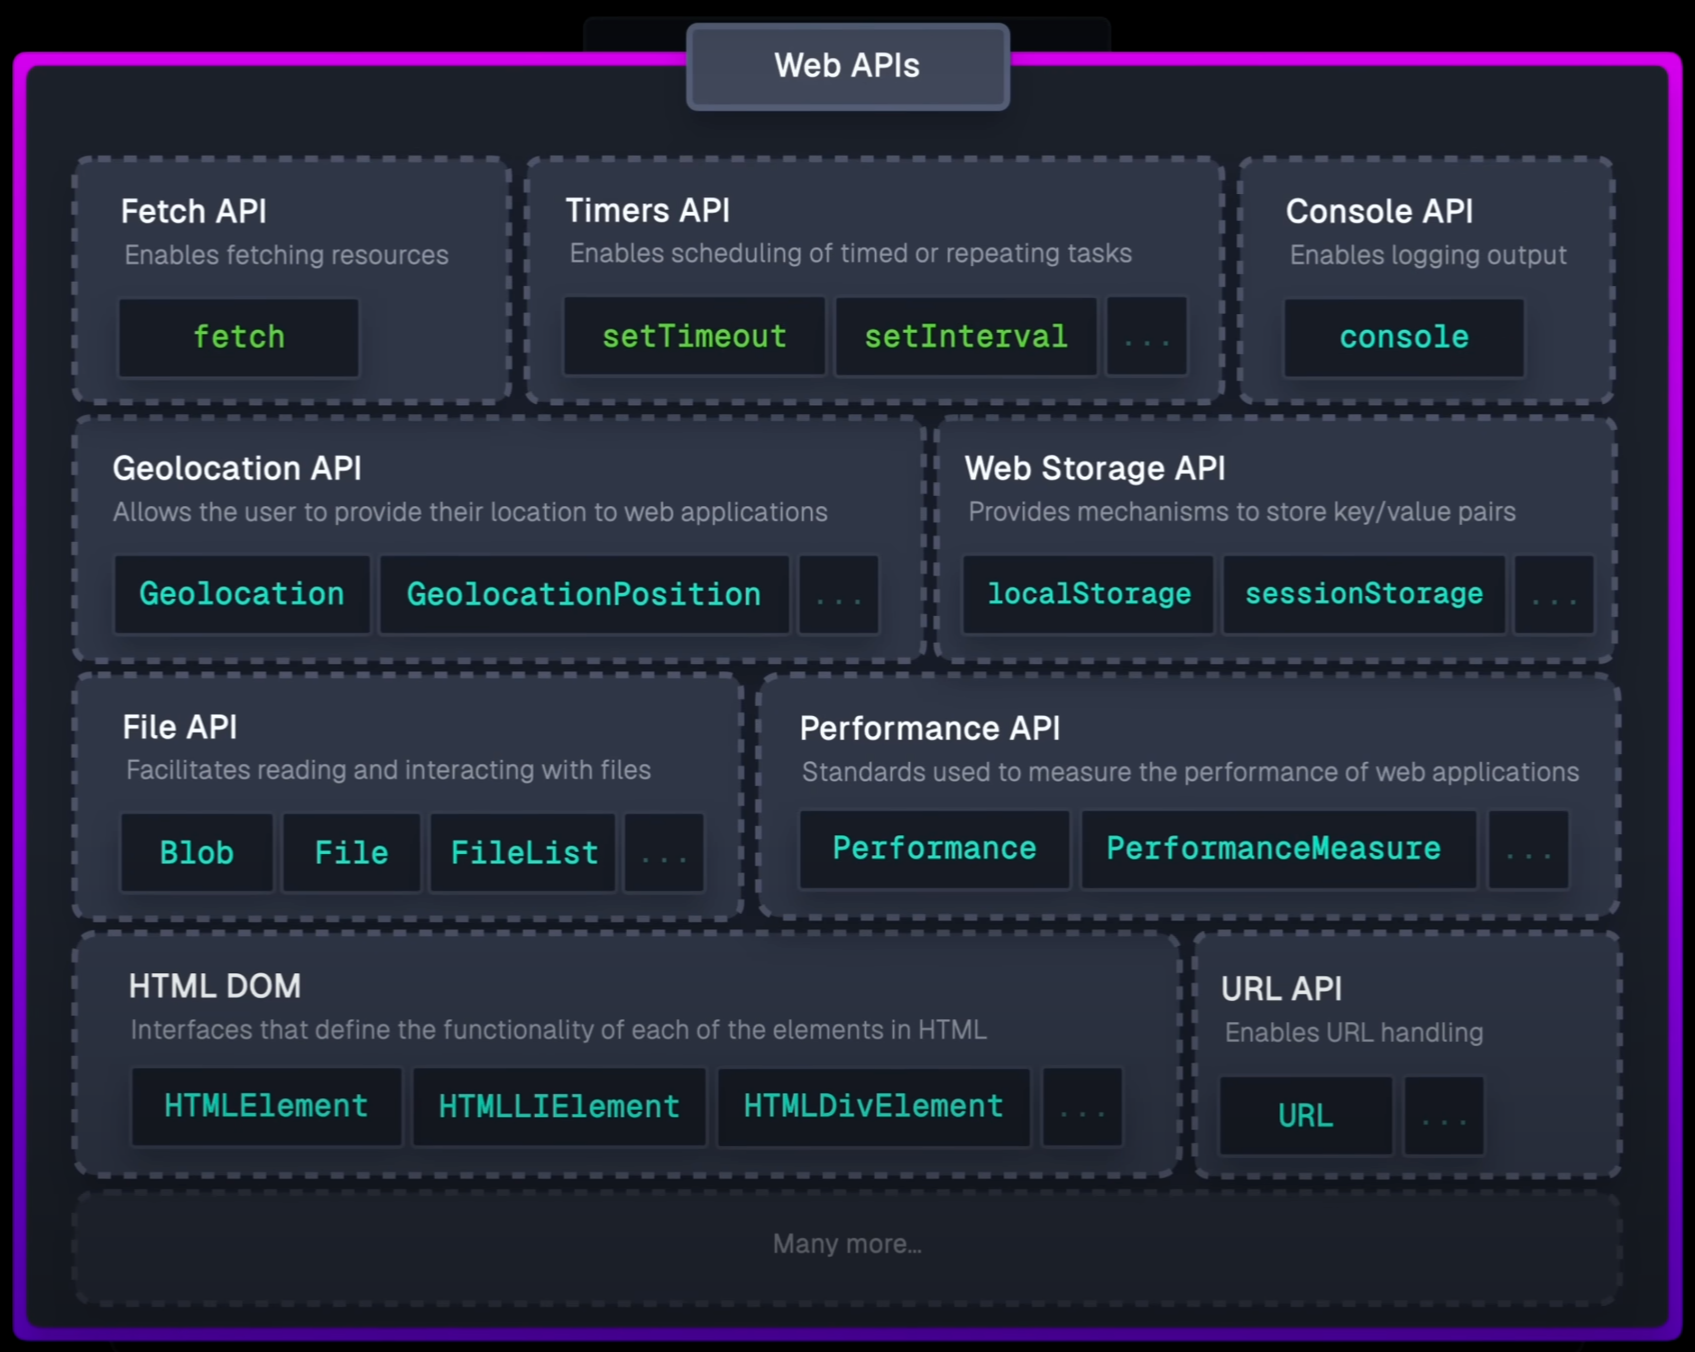 Web APIs
Fetch API
Enables fetching resources
fetch
Timers API
Enables scheduling of timed or repeating tasks
setTimeout
setInterval
...
Console API
Enables logging output
console
Geolocation API
Allows the user to provide their location to web applications
Geolocation
GeolocationPosition
...
Web Storage API
Provides mechanisms to store key/value pairs
localStorage
sessionStorage
...
File API
Facilitates reading and interacting with files
Blob
File
FileList
...
Performance API
Standards used to measure the performance of web applications
Performance
PerformanceMeasure
...
HTML DOM
Interfaces that define the functionality of each of the elements in HTML
HTMLElement
HTMLLIElement
HTMLDivElement
...
URL API
Enables URL handling
URL
...
Many more…